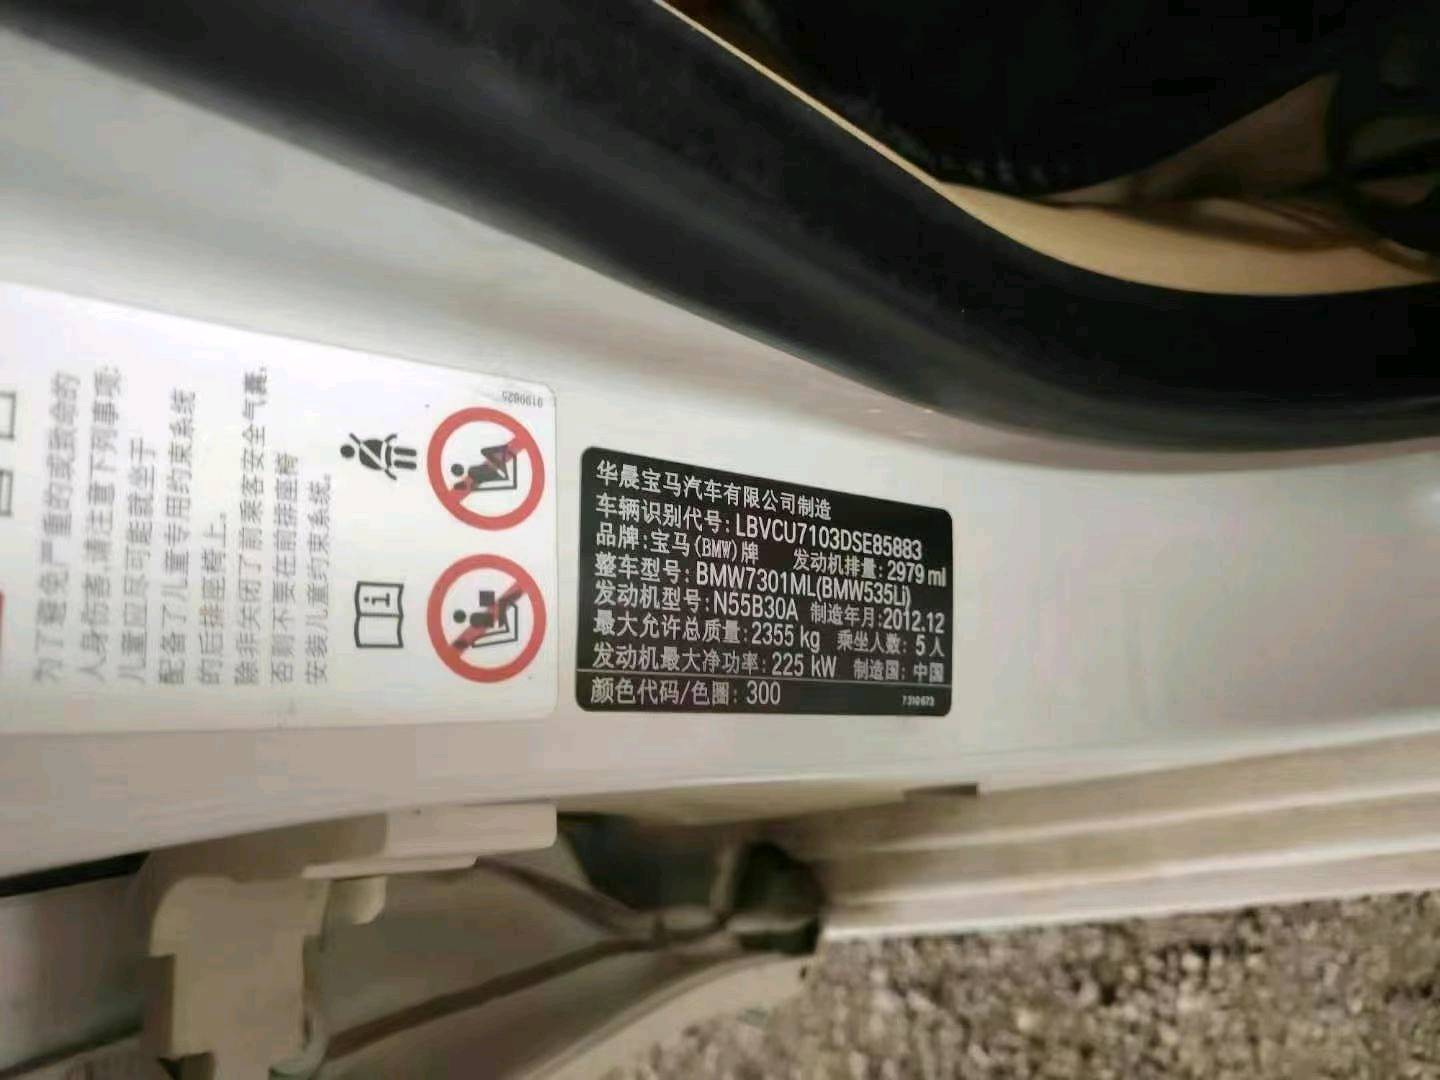 为了避免严重的或致命的
人身伤害,请注意下列事项:
儿童应尽可能就坐于
配备了儿童专用约束系统
的后排座椅上。
除非关闭了前乘客安全气囊,
否则不要在前排座椅
安装儿童约束系统。
9199825
华晨宝马汽车有限公司制造
车辆识别代号: LBVCU7103DSE85883
品牌:宝马(BMW)牌 发动机排量: 2979 ml
整车型号: BMW7301ML(BMW535Li)
发动机型号: N55B30A 制造年月:2012.12
最大允许总质量: 2355 kg 乘坐人数: 5人
发动机最大净功率: 225 kW 制造国: 中国
颜色代码/色圈: 300
7310673